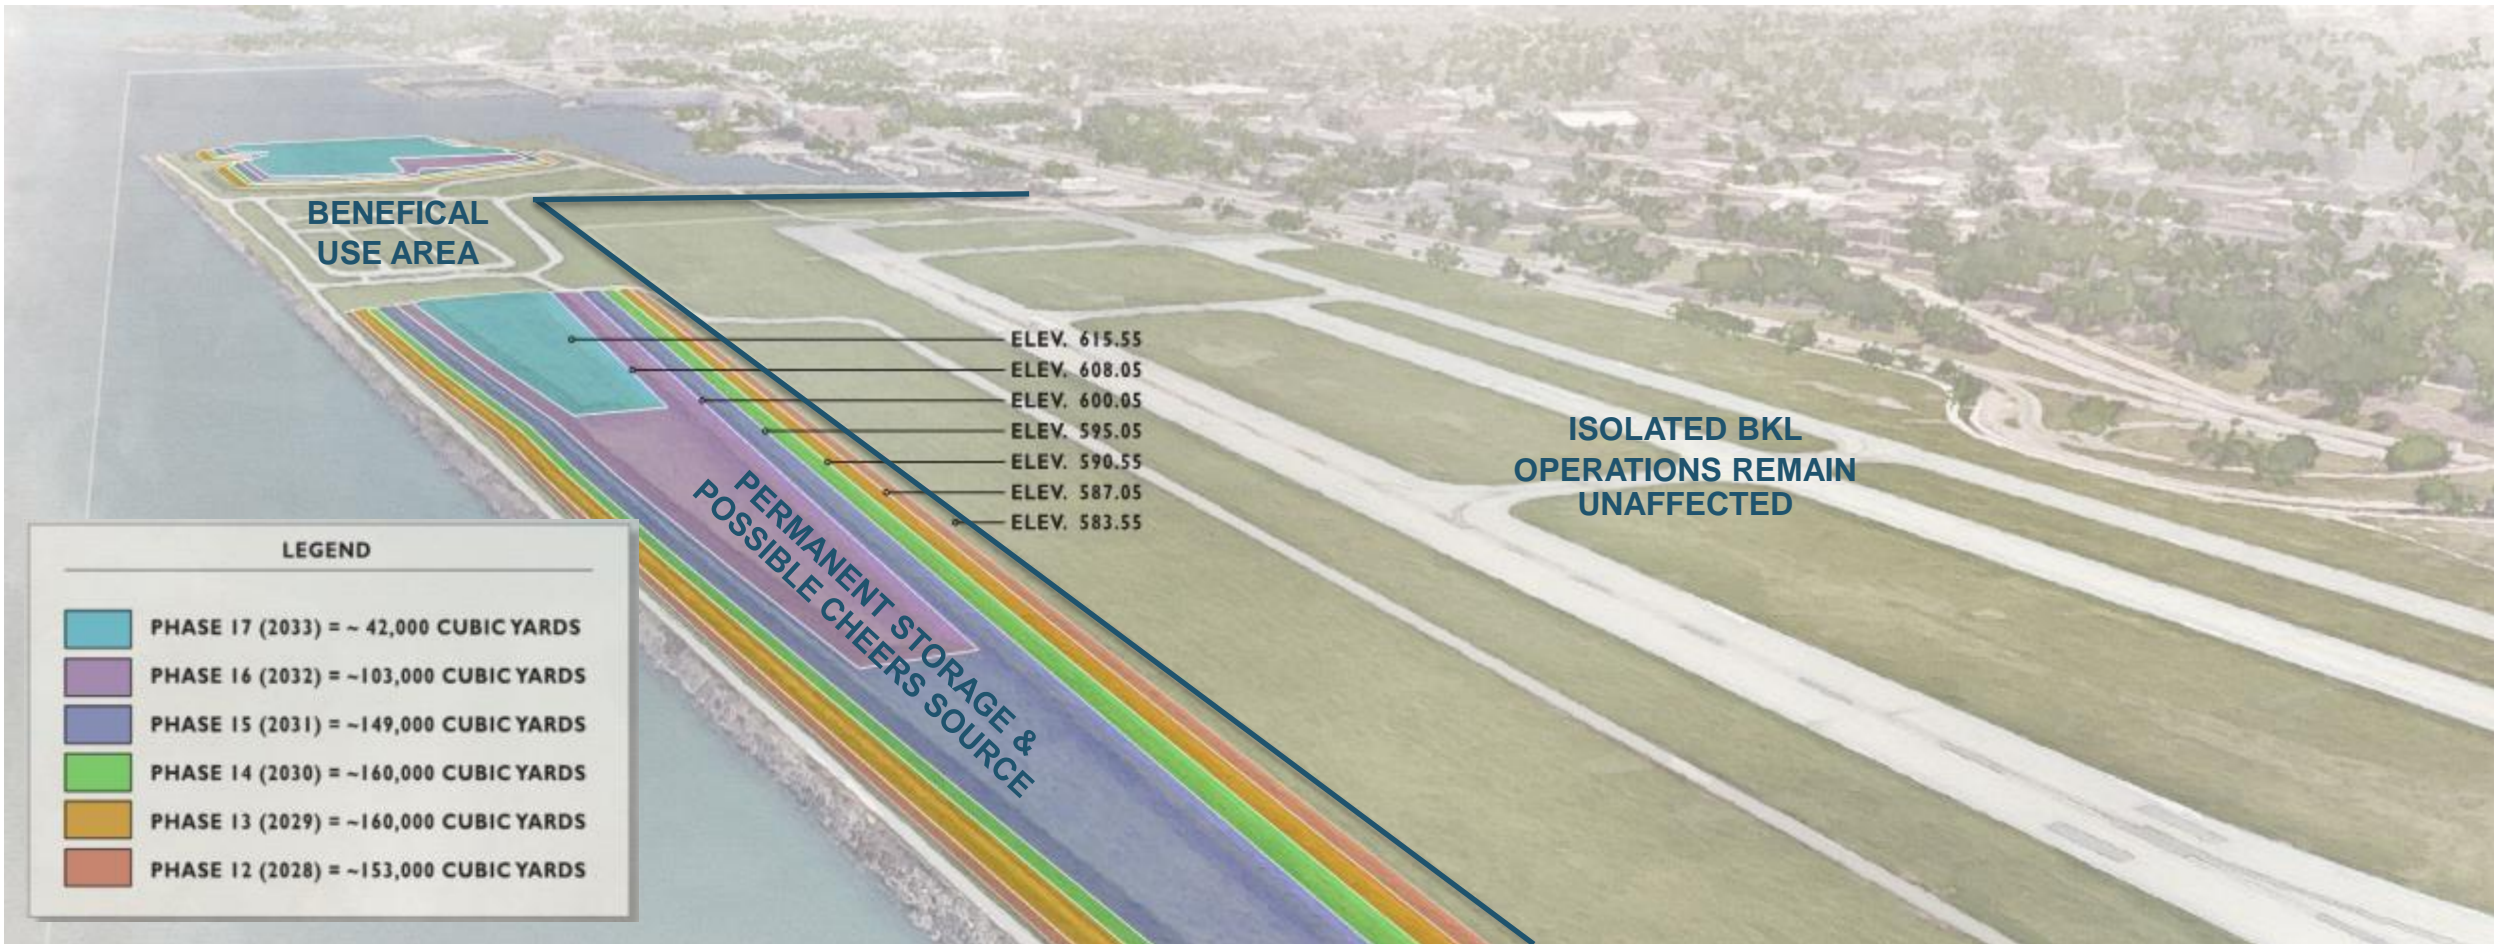 BENEFICAL
USE AREA
ELEV. 615.55
ELEV. 608.05
ELEV. 600.05
ELEV. 595.05
ELEV. 590.55
ELEV. 587.05
ELEV. 583.55
ISOLATED BKL
OPERATIONS REMAIN
UNAFFECTED
PERMANENT STORAGE &
POSSIBLE CHEERS SOURCE
LEGEND
PHASE 17 (2033) = ~ 42,000 CUBIC YARDS
PHASE 16 (2032) = ~103,000 CUBIC YARDS
PHASE 15 (2031) = ~149,000 CUBIC YARDS
PHASE 14 (2030) = ~160,000 CUBIC YARDS
PHASE 13 (2029) = ~160,000 CUBIC YARDS
PHASE 12 (2028) = ~153,000 CUBIC YARDS